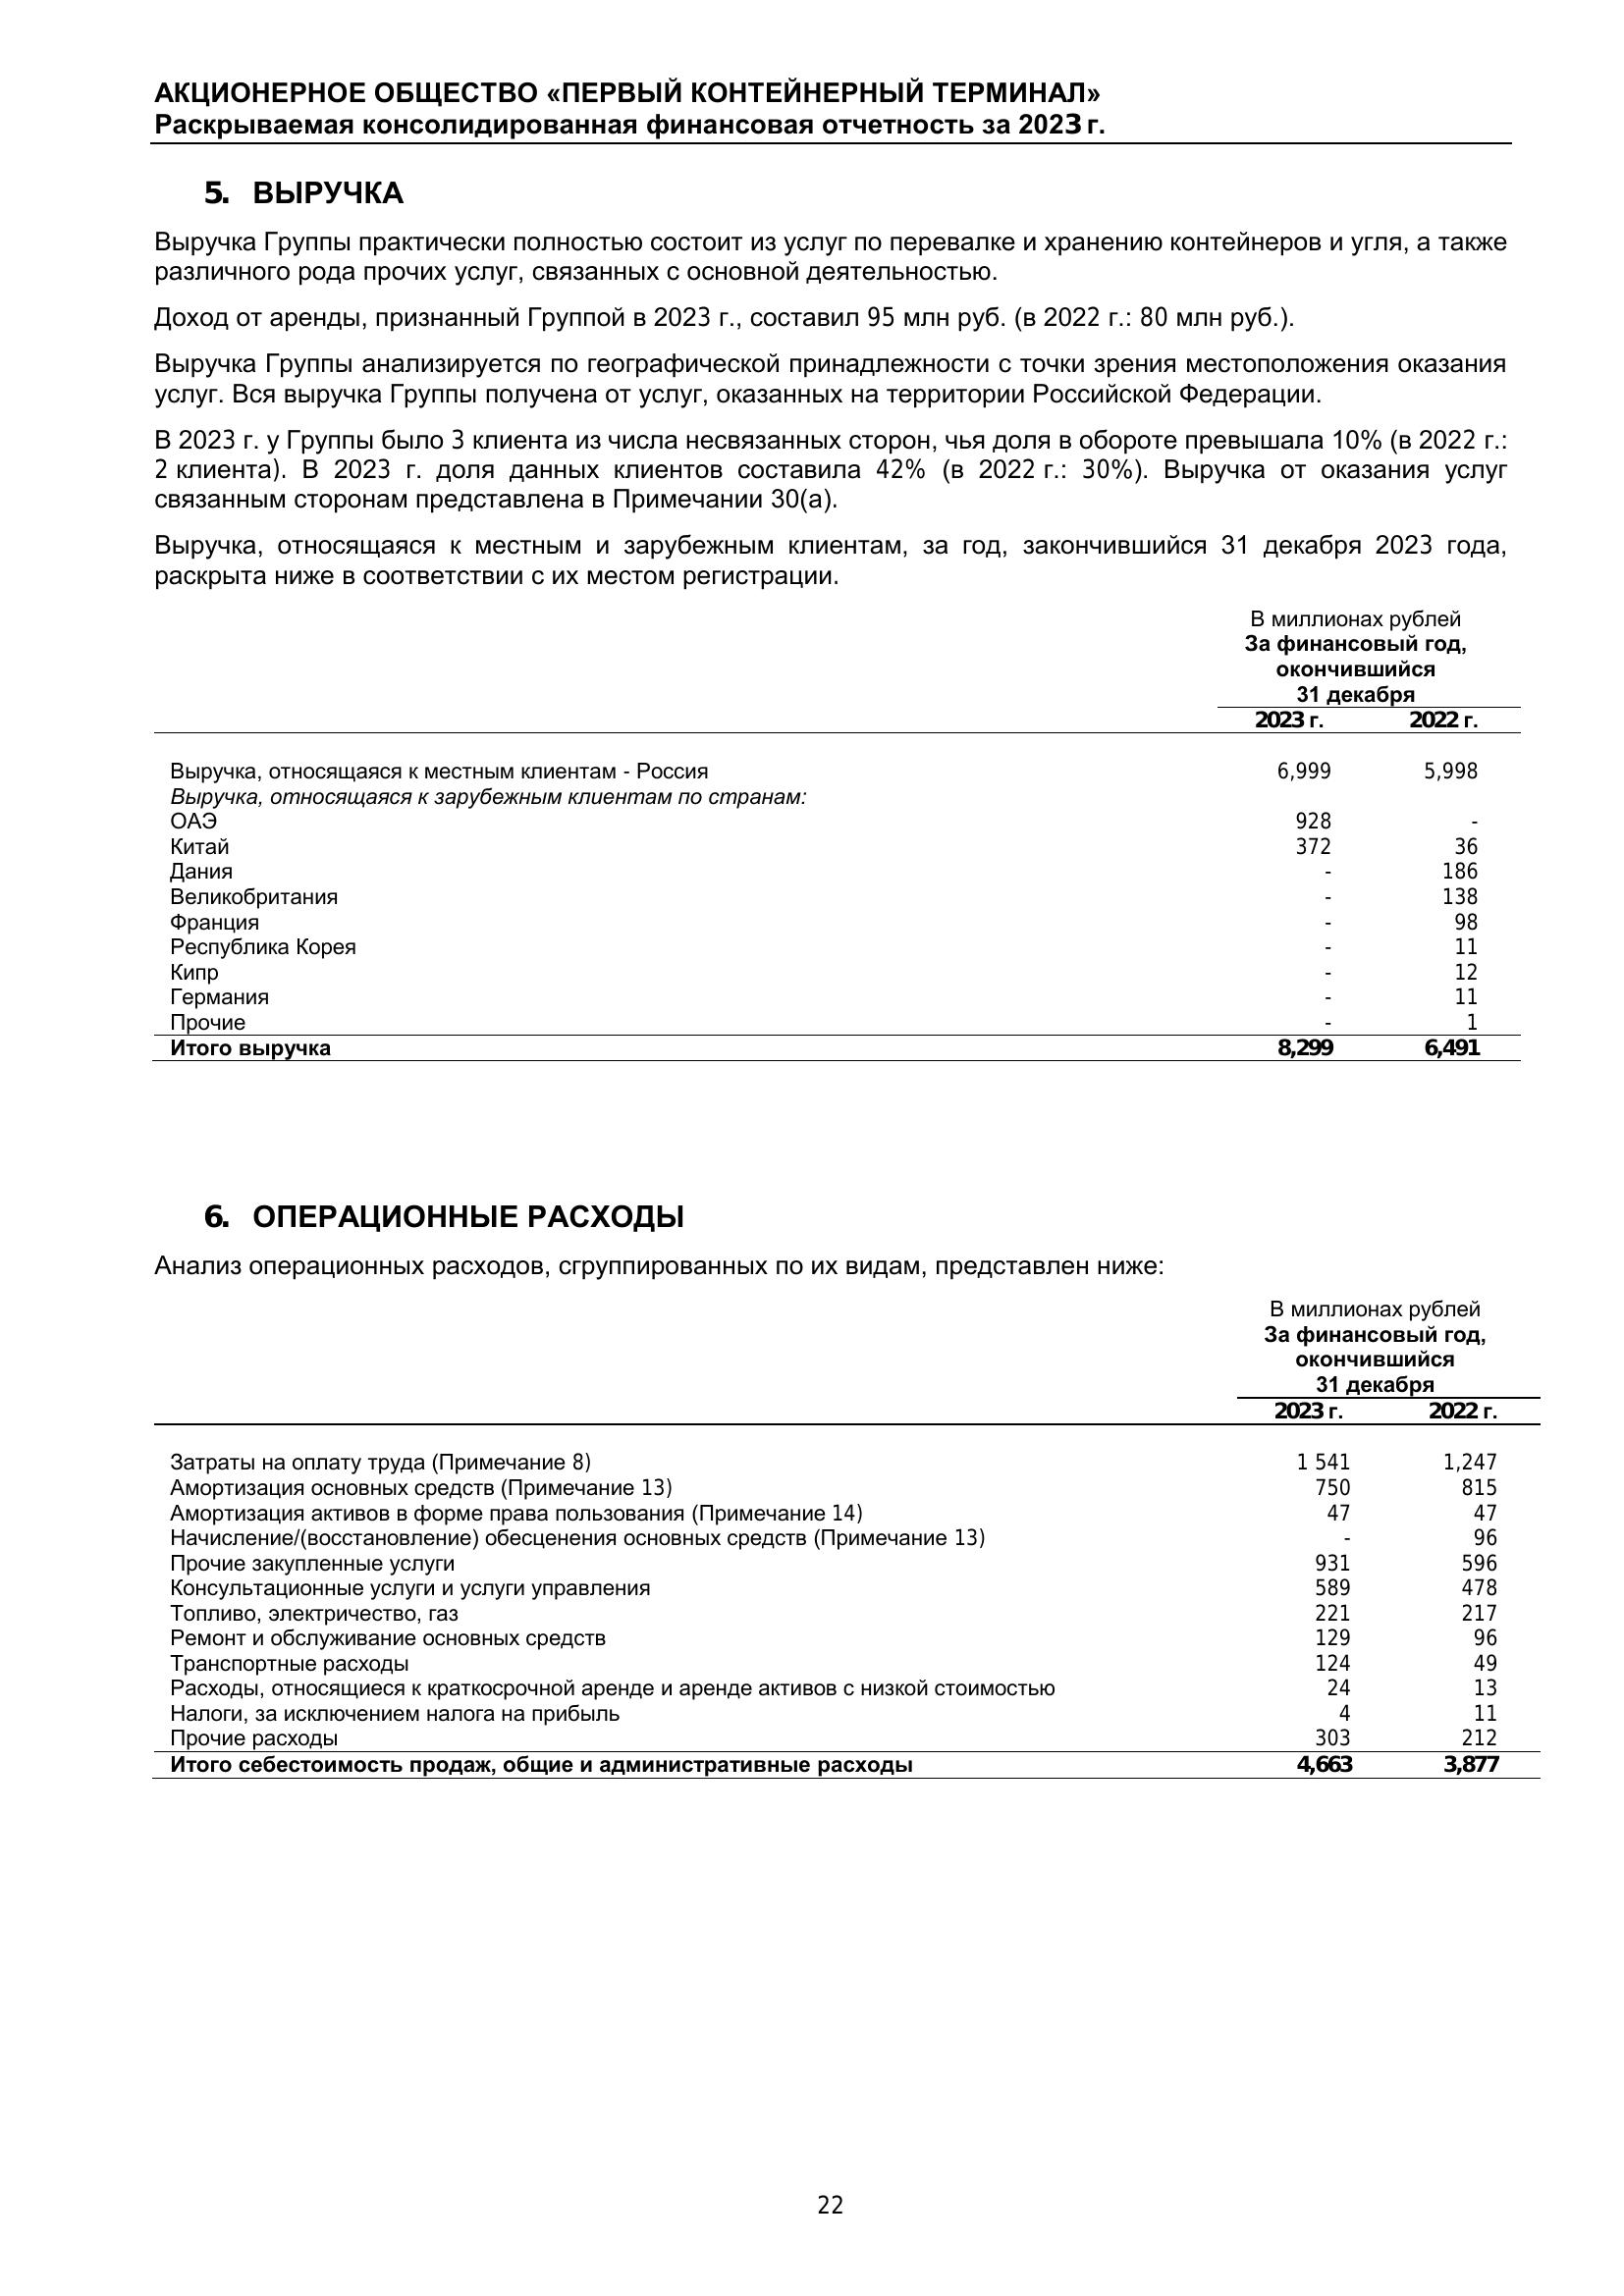 АКЦИОНЕРНОЕ ОБЩЕСТВО «ПЕРВЫЙ КОНТЕЙНЕРНЫЙ ТЕРМИНАЛ»
Раскрываемая консолидированная финансовая отчетность за 2023 г.
5. ВЫРУЧКА
Выручка Группы практически полностью состоит из услуг по перевалке и хранению контейнеров и угля, а также
различного рода прочих услуг, связанных с основной деятельностью.
Доход от аренды, признанный Группой в 2023 г., составил 95 млн руб. (в 2022 г.: 80 млн руб.).
Выручка Группы анализируется по географической принадлежности с точки зрения местоположения оказания
услуг. Вся выручка Группы получена от услуг, оказанных на территории Российской Федерации.
В 2023 г. у Группы было 3 клиента из числа несвязанных сторон, чья доля в обороте превышала 10% (в 2022 г.:
2 клиента). В 2023 г. доля данных клиентов составила 42% (в 2022 г.: 30%). Выручка от оказания услуг
связанным сторонам представлена в Примечании 30(а).
Выручка, относящаяся к местным и зарубежным клиентам, за год, закончившийся 31 декабря 2023 года,
раскрыта ниже в соответствии с их местом регистрации.
В миллионах рублей
За финансовый год,
окончившийся
31 декабря
2023 г. 2022 г.
Выручка, относящаяся к местным клиентам - Россия 6,999 5,998
Выручка, относящаяся к зарубежным клиентам по странам:
ОАЭ 928 -
Китай 372 36
Дания - 186
Великобритания - 138
Франция - 98
Республика Корея - 11
Кипр - 12
Германия - 11
Прочие - 1
Итого выручка 8,299 6,491
6. ОПЕРАЦИОННЫЕ РАСХОДЫ
Анализ операционных расходов, сгруппированных по их видам, представлен ниже:
В миллионах рублей
За финансовый год,
окончившийся
31 декабря
2023 г. 2022 г.
Затраты на оплату труда (Примечание 8) 1 541 1,247
Амортизация основных средств (Примечание 13) 750 815
Амортизация активов в форме права пользования (Примечание 14) 47 47
Начисление/(восстановление) обесценения основных средств (Примечание 13) - 96
Прочие закупленные услуги 931 596
Консультационные услуги и услуги управления 589 478
Топливо, электричество, газ 221 217
Ремонт и обслуживание основных средств 129 96
Транспортные расходы 124 49
Расходы, относящиеся к краткосрочной аренде и аренде активов с низкой стоимостью 24 13
Налоги, за исключением налога на прибыль 4 11
Прочие расходы 303 212
Итого себестоимость продаж, общие и административные расходы 4,663 3,877
22